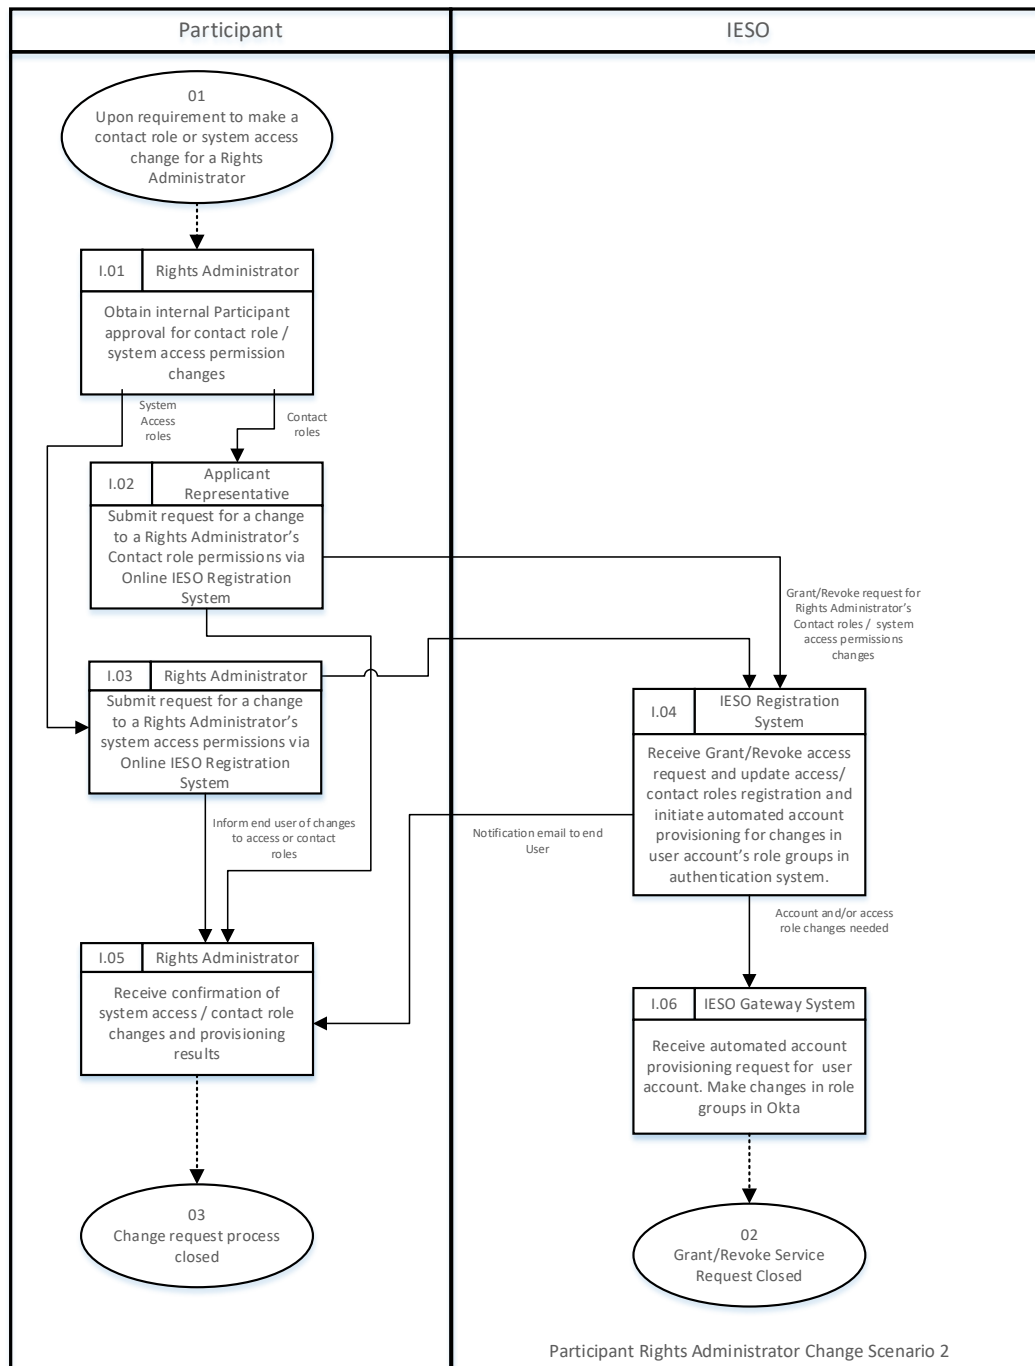 Participant
IESO
01
Upon requirement to make a
contact role or system access
change for a Rights
Administrator
I.01
Rights Administrator
Obtain internal Participant
approval for contact role /
system access permission
changes
System
Access
roles
Contact
roles
I.02
Applicant
Representative
Submit request for a change
to a Rights Administrator's
Contact role permissions via
Online IESO Registration
System
Grant/Revoke request for
Rights Administrator's
Contact roles / system
access permissions
changes
I.03
Rights Administrator
Submit request for a change
to a Rights Administrator's
system access permissions via
Online IESO Registration
System
I.04
IESO Registration
System
Receive Grant/Revoke access
request and update access/
contact roles registration and
initiate automated account
provisioning for changes in
user account's role groups in
authentication system.
Inform end user of changes
to access or contact
roles
Notification email to end
User
Account and/or access
role changes needed
I.05
Rights Administrator
Receive confirmation of
system access / contact role
changes and provisioning
results
I.06
IESO Gateway System
Receive automated account
provisioning request for user
account. Make changes in role
groups in Okta
03
Change request process
closed
02
Grant/Revoke Service
Request Closed
Participant Rights Administrator Change Scenario 2